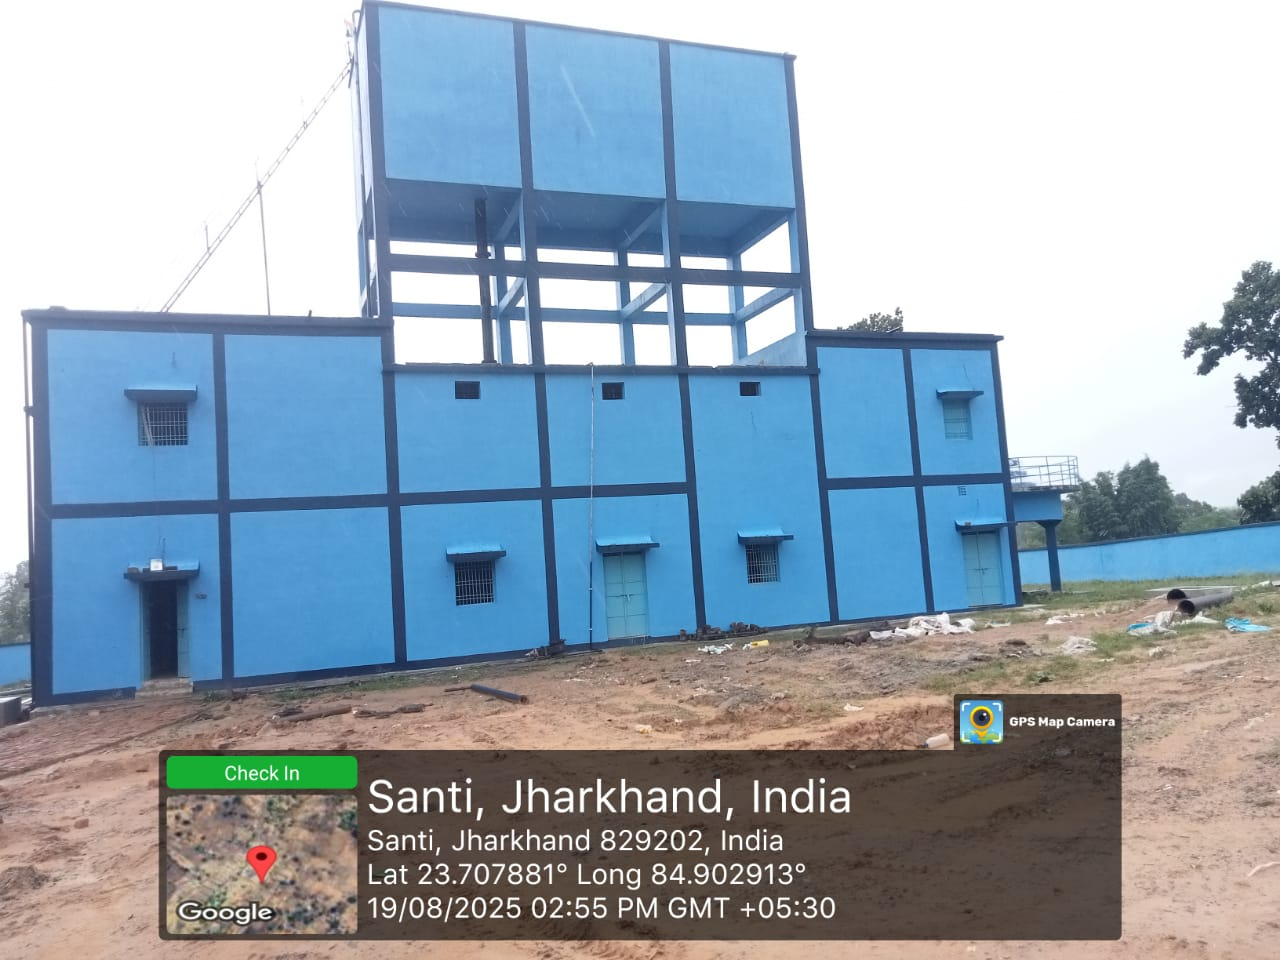 GPS Map Camera
Check In
Santi, Jharkhand, India
Santi, Jharkhand 829202, India
Lat 23.707881° Long 84.902913°
19/08/2025 02:55 PM GMT +05:30
Google